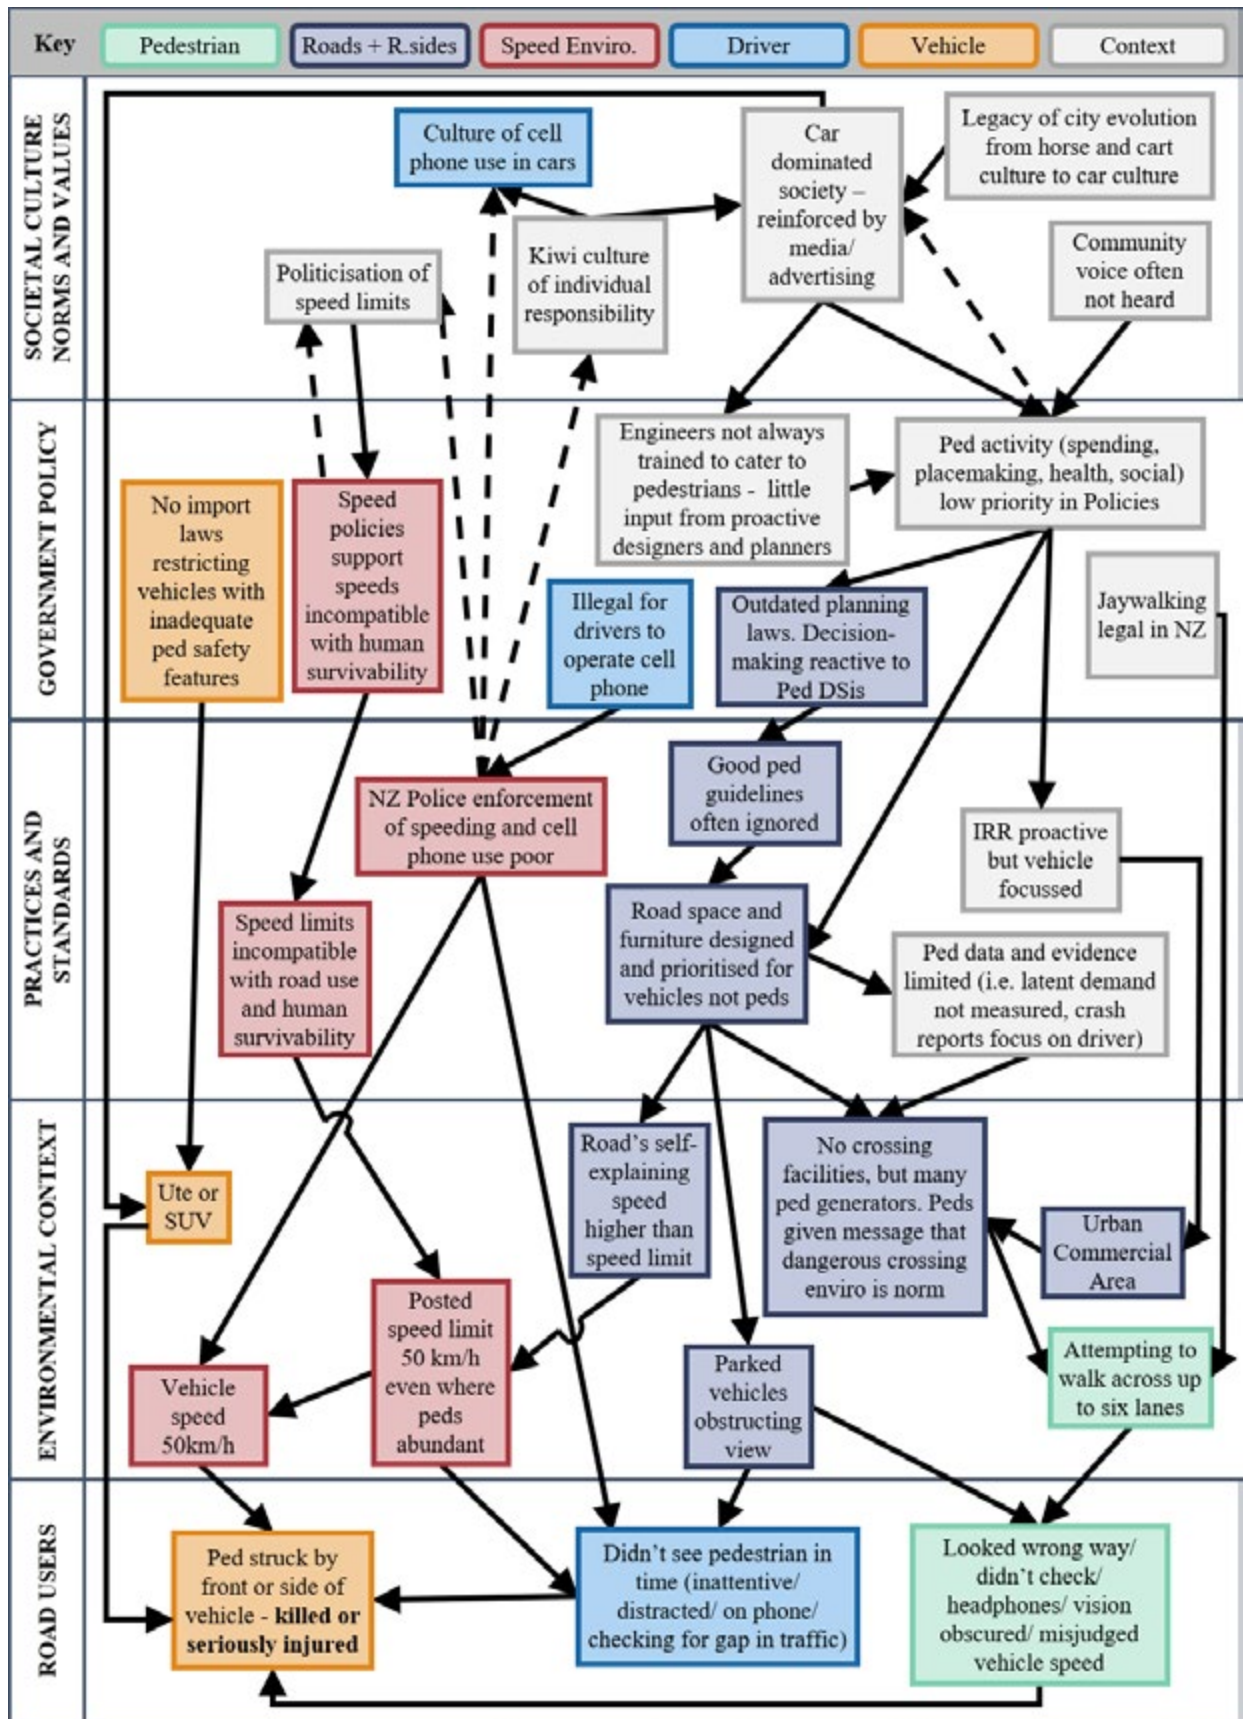 Key
Pedestrian
Roads + R.sides
Speed Enviro.
Driver
Vehicle
Context
SOCIETAL CULTURE
NORMS AND VALUES
Culture of cell
phone use in cars
Car
dominated
society –
reinforced by
media/
advertising
Legacy of city evolution
from horse and cart
culture to car culture
Kiwi culture
of individual
responsibility
Community
voice often
not heard
Politicisation of
speed limits
GOVERNMENT POLICY
No import
laws
restricting
vehicles with
inadequate
ped safety
features
Speed
policies
support
speeds
incompatible
with human
survivability
Engineers not always
trained to cater to
pedestrians - little
input from proactive
designers and planners
Ped activity (spending,
placemaking, health, social)
low priority in Policies
Illegal for
drivers to
operate cell
phone
Outdated planning
laws. Decision-
making reactive to
Ped DSis
Jaywalking
legal in NZ
PRACTICES AND
STANDARDS
NZ Police enforcement
of speeding and cell
phone use poor
Good ped
guidelines
often ignored
IRR proactive
but vehicle
focussed
Speed limits
incompatible
with road use
and human
survivability
Road space and
furniture designed
and prioritised for
vehicles not peds
Ped data and evidence
limited (i.e. latent demand
not measured, crash
reports focus on driver)
ENVIRONMENTAL CONTEXT
Ute or
SUV
Road's self-
explaining
speed
higher than
speed limit
No crossing
facilities, but many
ped generators. Peds
given message that
dangerous crossing
enviro is norm
Urban
Commercial
Area
Posted
speed limit
50 km/h
even where
peds
abundant
Vehicle
speed
50km/h
Parked
vehicles
obstructing
view
Attempting to
walk across up
to six lanes
ROAD USERS
Ped struck by
front or side of
vehicle - killed or
seriously injured
Didn't see pedestrian in
time (inattentive/
distracted/ on phone/
checking for gap in traffic)
Looked wrong way/
didn't check/
headphones/ vision
obscured/ misjudged
vehicle speed